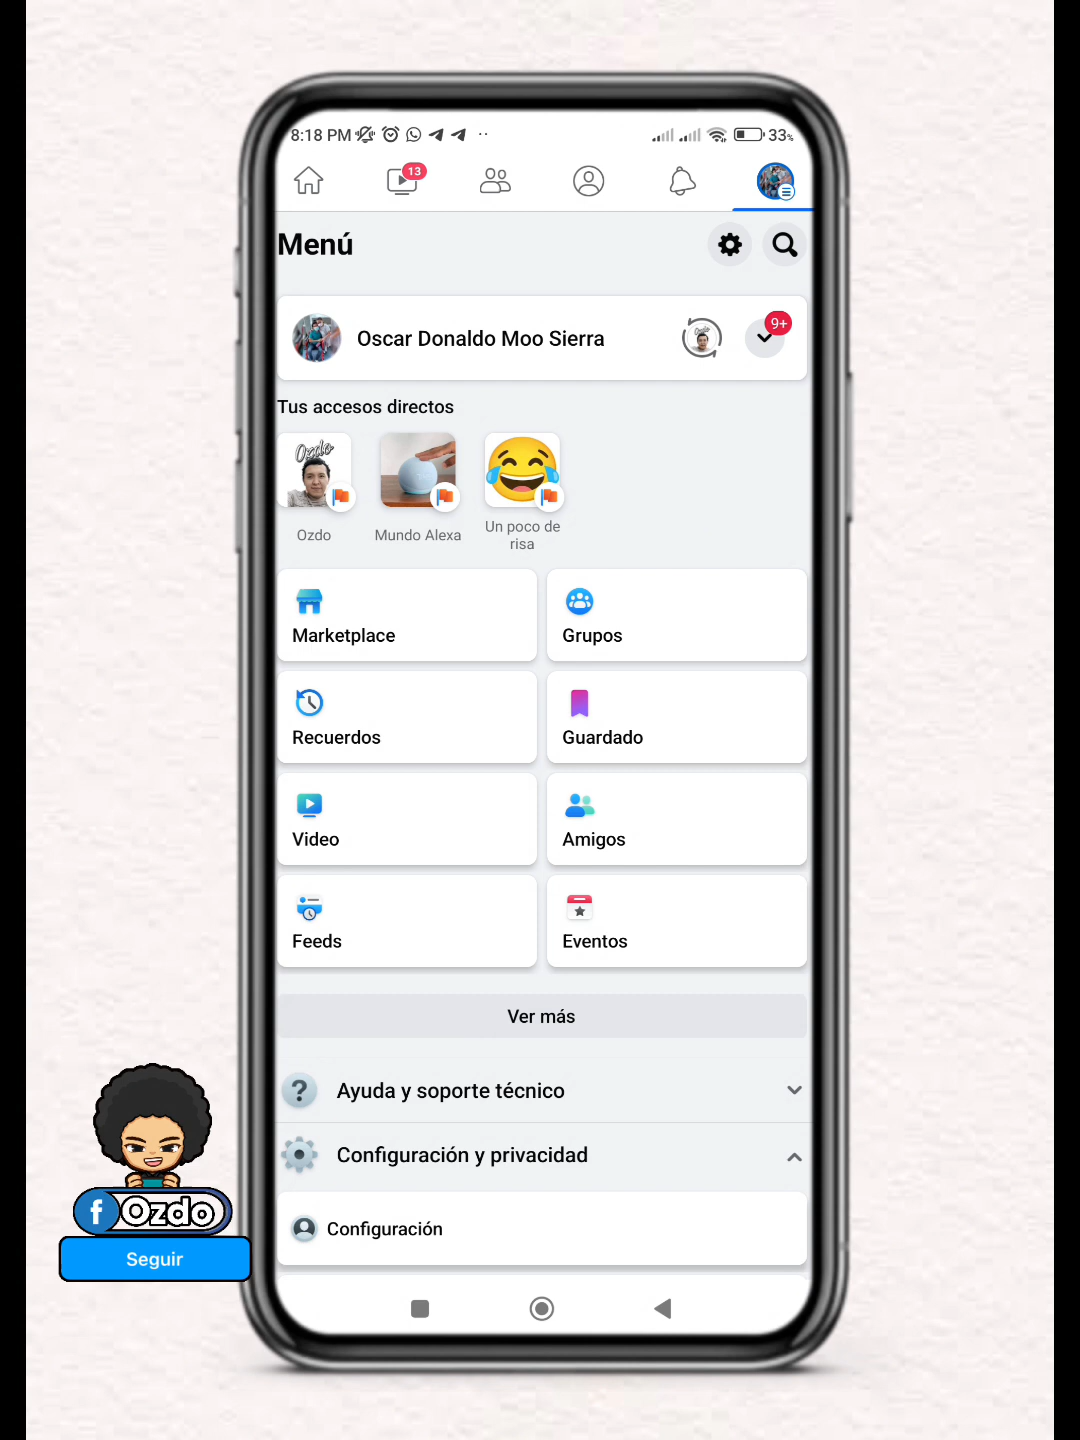 8:18 PM
33%
13
Menú
Oscar Donaldo Moo Sierra
9+
Tus accesos directos
Ozdo
Ozdo
Mundo Alexa
Un poco de
risa
Marketplace
Grupos
Recuerdos
Guardado
Video
Amigos
Feeds
Eventos
Ver más
Ayuda y soporte técnico
Configuración y privacidad
Configuración
f Ozdo
Seguir